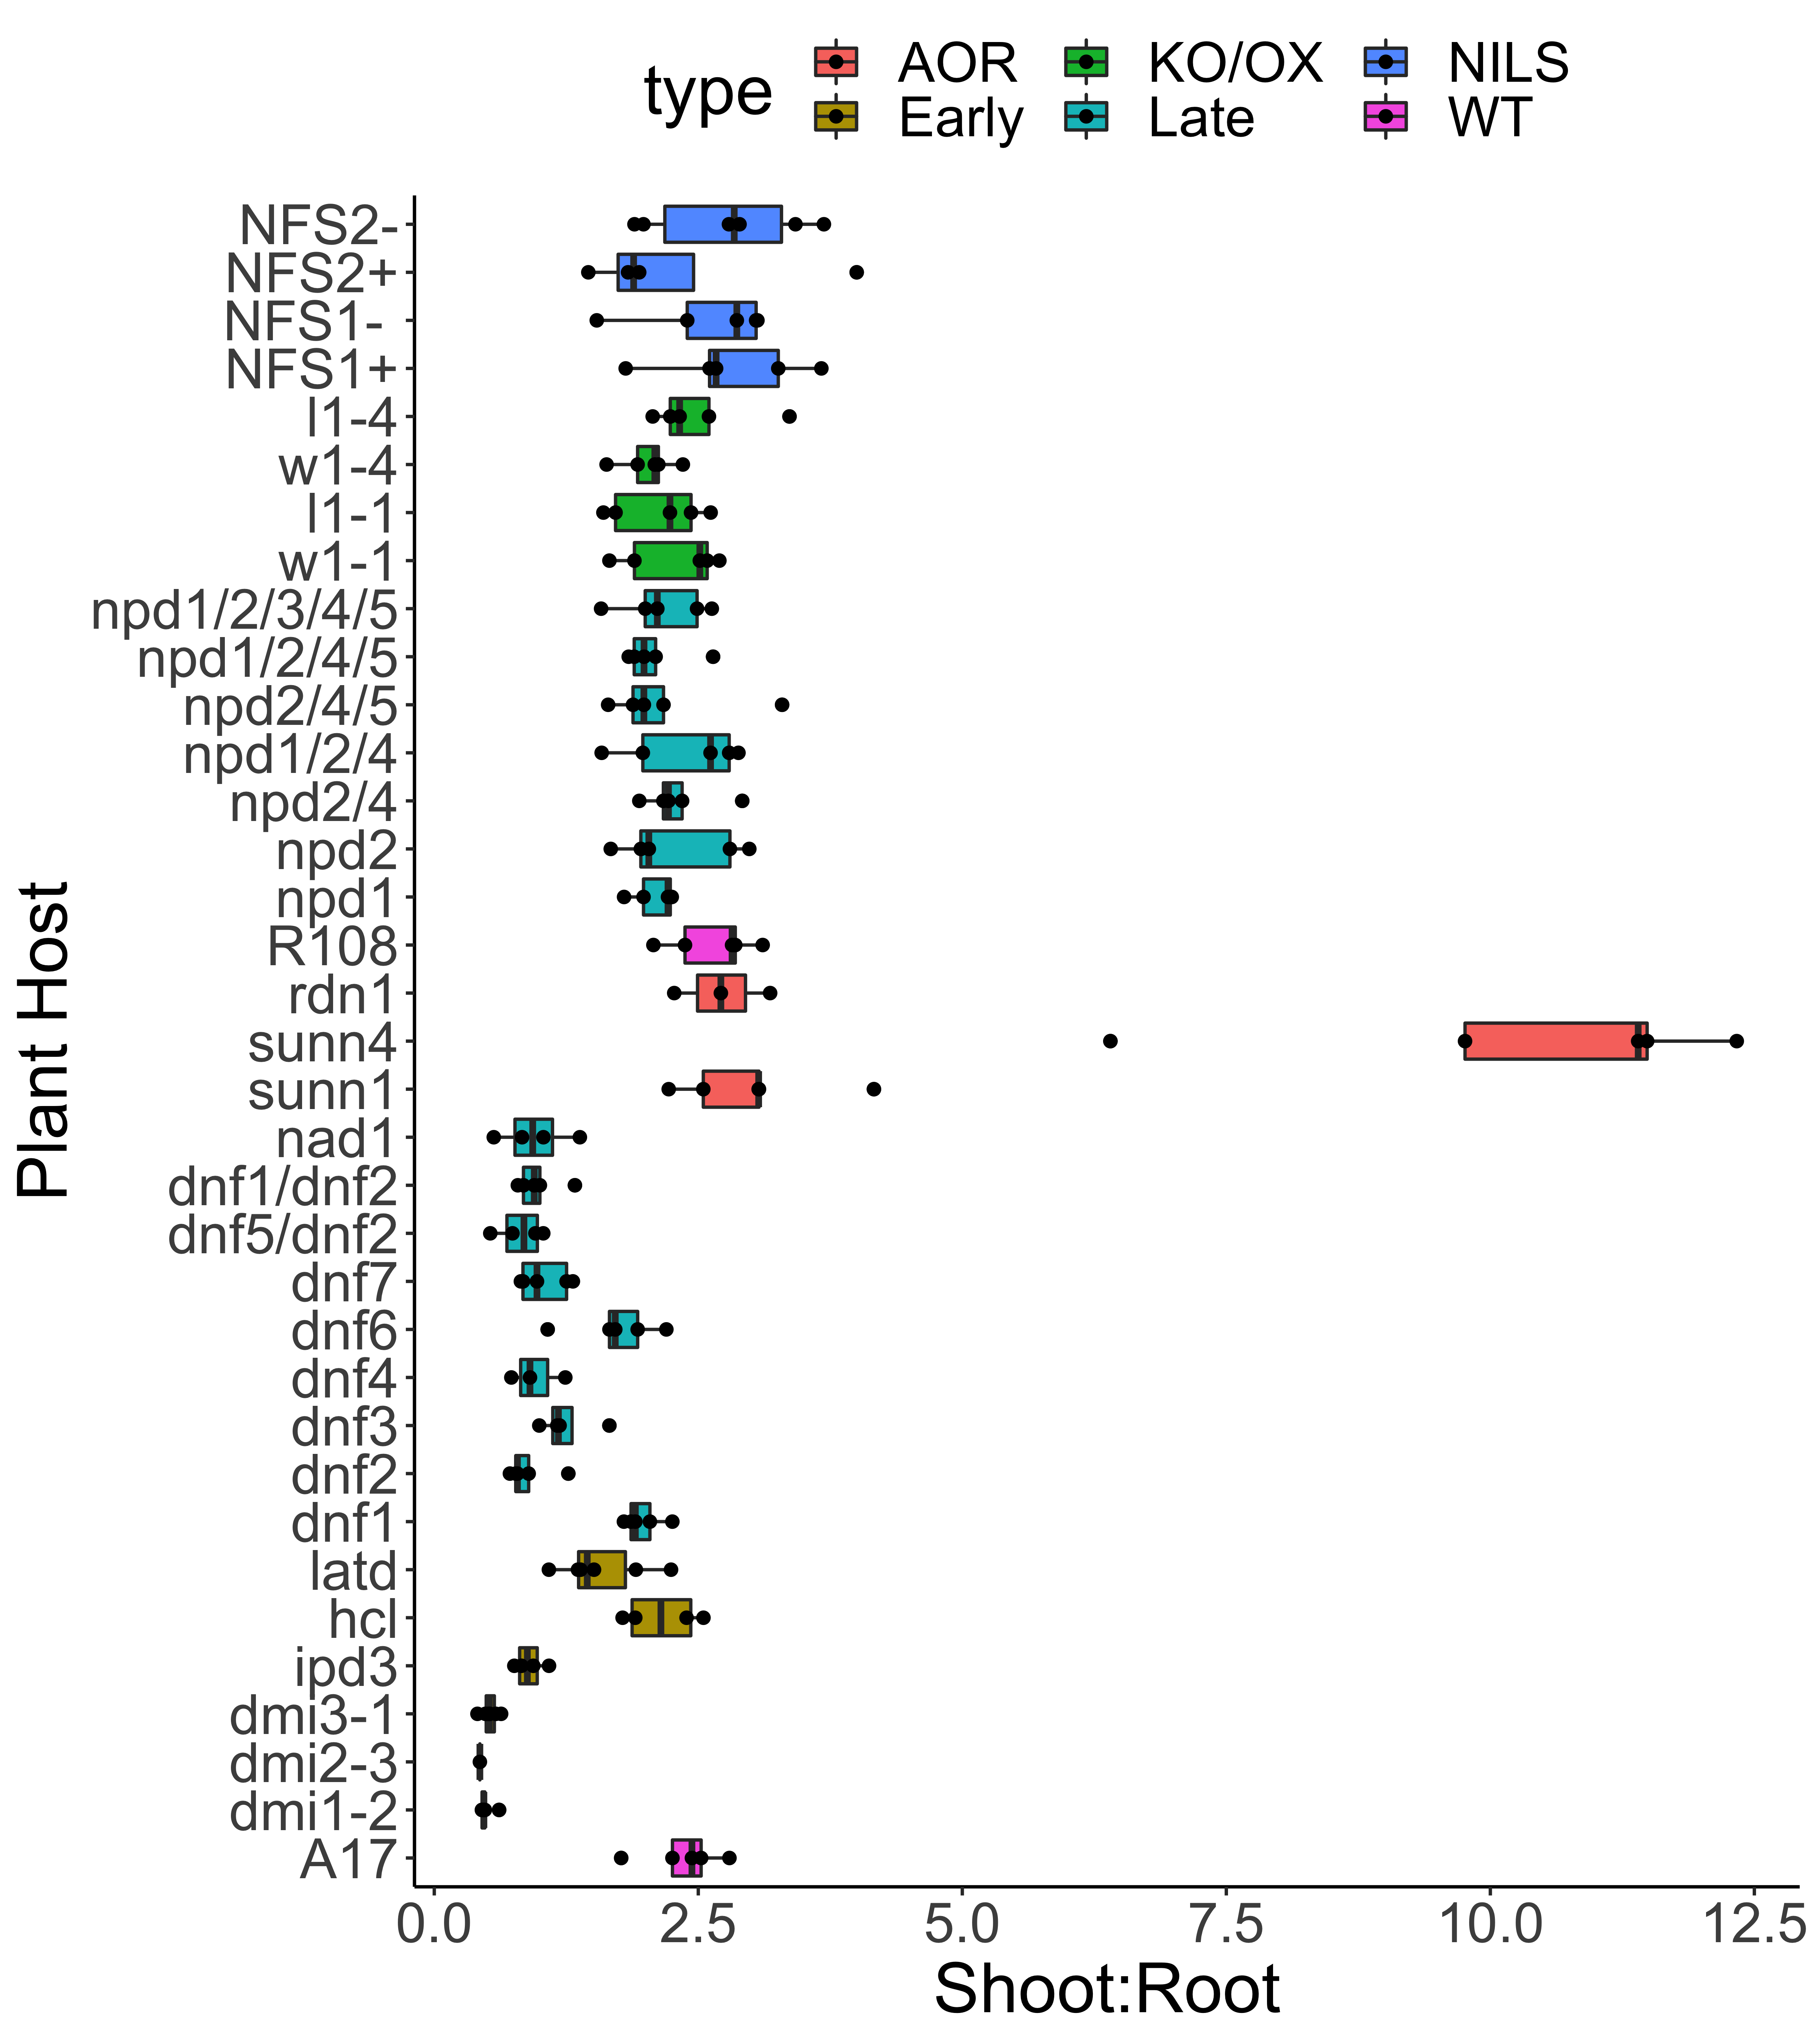 type AOR KO/OX NILS
Early Late WT
NFS2-
NFS2+
NFS1-
NFS1+
l1-4
w1-4
l1-1
w1-1
npd1/2/3/4/5
npd1/2/4/5
npd2/4/5
npd1/2/4
npd2/4
npd2
npd1
R108
rdn1
sunn4
sunn1
nad1
dnf1/dnf2
dnf5/dnf2
dnf7
dnf6
dnf4
dnf3
dnf2
dnf1
latd
hcl
ipd3
dmi3-1
dmi2-3
dmi1-2
A17
Plant Host
0.0 2.5 5.0 7.5 10.0 12.5
Shoot:Root